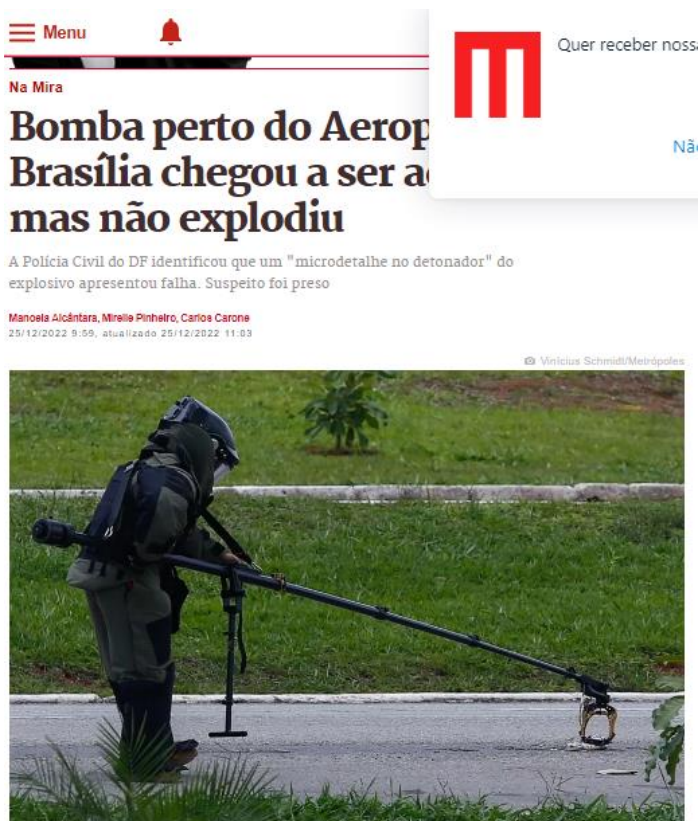 Menu
Quer receber nossa
Não
Na Mira
Bomba perto do Aerop
Brasília chegou a ser a
mas não explodiu
A Polícia Civil do DF identificou que um "microdetalhe no detonador" do
explosivo apresentou falha. Suspeito foi preso
Manoela Alcântara, Mirelle Pinheiro, Carlos Carone
25/12/2022 9:59, atualizado 25/12/2022 11:03
Vinícius Schmidt/Metrópoles